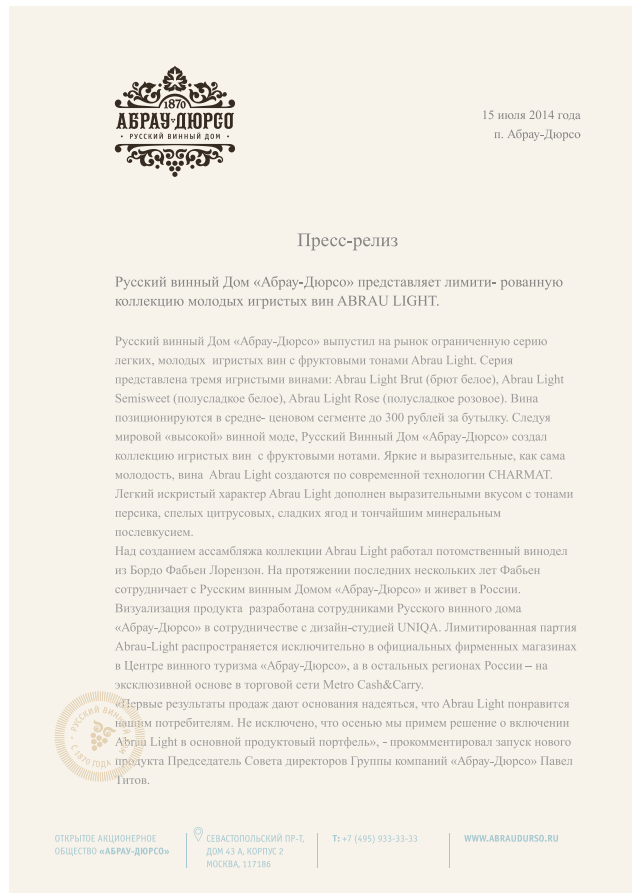 1870
АБРАУ-ДЮРСО
• РУССКИЙ ВИННЫЙ ДОМ •
15 июля 2014 года
п. Абрау-Дюрсо
Пресс-релиз
Русский винный Дом «Абрау-Дюрсо» представляет лимити- рованную
коллекцию молодых игристых вин ABRAU LIGHT.
Русский винный Дом «Абрау-Дюрсо» выпустил на рынок ограниченную серию
легких, молодых  игристых вин с фруктовыми тонами Abrau Light. Серия
представлена тремя игристыми винами: Abrau Light Brut (брют белое), Abrau Light
Semisweet (полусладкое белое), Abrau Light Rose (полусладкое розовое). Вина
позиционируются в средне- ценовом сегменте до 300 рублей за бутылку. Следуя
мировой «высокой» винной моде, Русский Винный Дом «Абрау-Дюрсо» создал
коллекцию игристых вин  с фруктовыми нотами. Яркие и выразительные, как сама
молодость, вина  Abrau Light создаются по современной технологии CHARMAT.
Легкий искристый характер Abrau Light дополнен выразительными вкусом с тонами
персика, спелых цитрусовых, сладких ягод и тончайшим минеральным
послевкусием.
Над созданием ассамбляжа коллекции Abrau Light работал потомственный винодел
из Бордо Фабьен Лорензон. На протяжении последних нескольких лет Фабьен
сотрудничает с Русским винным Домом «Абрау-Дюрсо» и живет в России.
Визуализация продукта  разработана сотрудниками Русского винного дома
«Абрау-Дюрсо» в сотрудничестве с дизайн-студией UNIQA. Лимитированная партия
Abrau-Light распространяется исключительно в официальных фирменных магазинах
в Центре винного туризма «Абрау-Дюрсо», а в остальных регионах России – на
эксклюзивной основе в торговой сети Metro Cash&Carry.
«Первые результаты продаж дают основания надеяться, что Abrau Light понравится
нашим потребителям. Не исключено, что осенью мы примем решение о включении
Abrau Light в основной продуктовый портфель», - прокомментировал запуск нового
продукта Председатель Совета директоров Группы компаний «Абрау-Дюрсо» Павел
Титов.
РУССКИЙ ВИННЫЙ
С 1870 ГОДА
ОТКРЫТОЕ АКЦИОНЕРНОЕ
ОБЩЕСТВО «АБРАУ-ДЮРСО»
СЕВАСТОПОЛЬСКИЙ ПР-Т,
ДОМ 43 А, КОРПУС 2
МОСКВА, 117186
Т: +7 (495) 933-33-33
WWW.ABRAUDURSO.RU